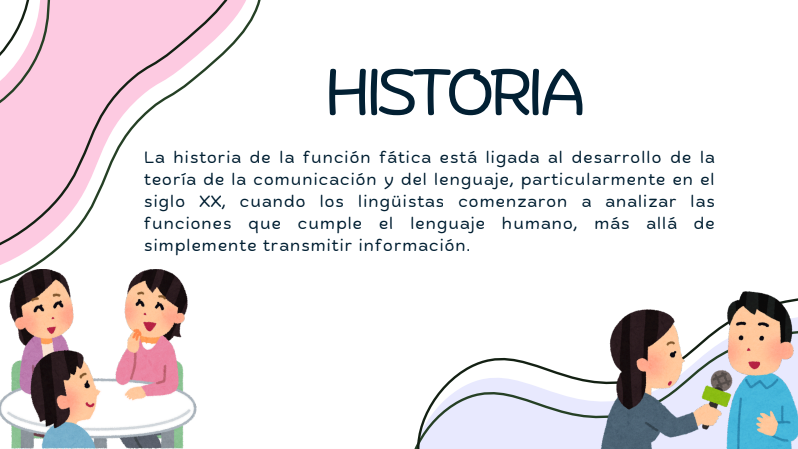 HISTORIA
La historia de la función fática está ligada al desarrollo de la
teoría de la comunicación y del lenguaje, particularmente en el
siglo XX, cuando los lingüistas comenzaron a analizar las
funciones que cumple el lenguaje humano, más allá de
simplemente transmitir información.